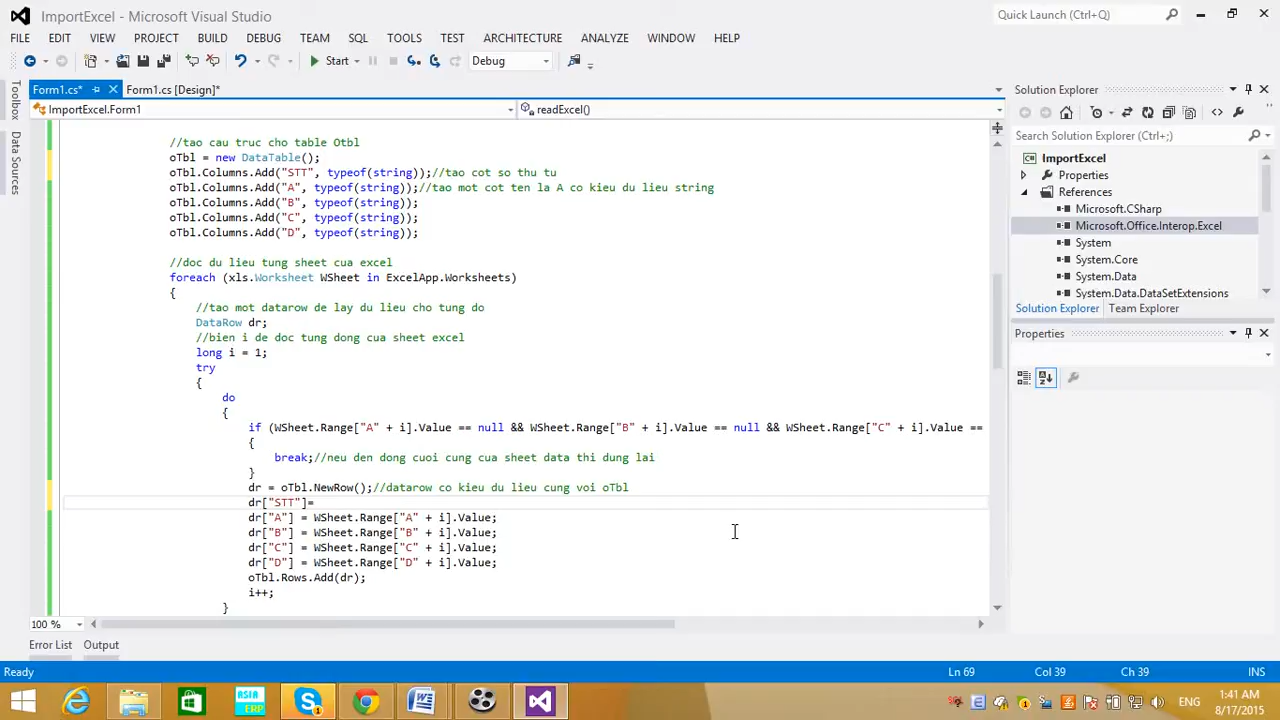 ImportExcel - Microsoft Visual Studio
Quick Launch (Ctrl+Q)
FILE EDIT VIEW PROJECT BUILD DEBUG TEAM SQL TOOLS TEST ARCHITECTURE ANALYZE WINDOW HELP
Start Debug
Form1.cs* Form1.cs [Design]*
ImportExcel.Form1 readExcel()
Toolbox
Data Sources
//tao cau truc cho table Otbl
oTbl = new DataTable();
oTbl.Columns.Add("STT", typeof(string));//tao cot so thu tu
oTbl.Columns.Add("A", typeof(string));//tao mot cot ten la A co kieu du lieu string
oTbl.Columns.Add("B", typeof(string));
oTbl.Columns.Add("C", typeof(string));
oTbl.Columns.Add("D", typeof(string));
//doc du lieu tung sheet cua excel
foreach (xls.Worksheet WSheet in ExcelApp.Worksheets)
{
//tao mot datarow de lay du lieu cho tung do
DataRow dr;
//bien i de doc tung dong cua sheet excel
long i = 1;
try
{
do
{
if (WSheet.Range["A" + i].Value == null && WSheet.Range["B" + i].Value == null && WSheet.Range["C" + i].Value ==
{
break;//neu den dong cuoi cung cua sheet data thi dung lai
}
dr = oTbl.NewRow();//datarow co kieu du lieu cung voi oTbl
dr["STT"]=
dr["A"] = WSheet.Range["A" + i].Value;
dr["B"] = WSheet.Range["B" + i].Value;
dr["C"] = WSheet.Range["C" + i].Value;
dr["D"] = WSheet.Range["D" + i].Value;
oTbl.Rows.Add(dr);
i++;
}
100 %
Solution Explorer
Search Solution Explorer (Ctrl+;)
ImportExcel
Properties
References
Microsoft.CSharp
Microsoft.Office.Interop.Excel
System
System.Core
System.Data
System.Data.DataSetExtensions
Solution Explorer Team Explorer
Properties
Error List Output
Ready Ln 69 Col 39 Ch 39 INS
ASIA
ERP
ENG
1:41 AM
8/17/2015